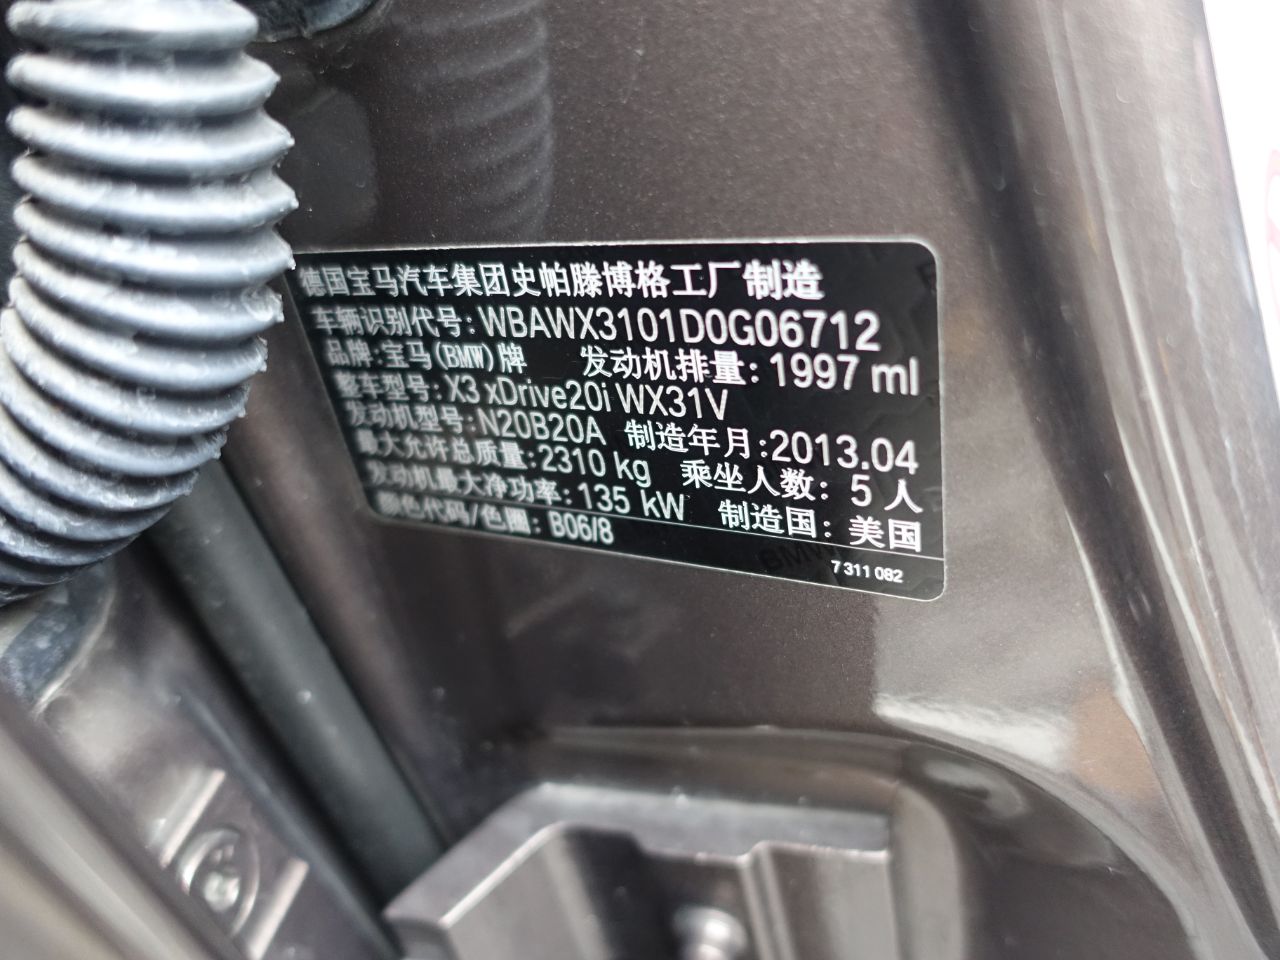 德国宝马汽车集团史帕滕博格工厂制造
车辆识别代号: WBAWX3101D0G06712
品牌: 宝马(BMW)牌 发动机排量: 1997 ml
整车型号: X3 xDrive20i WX31V
发动机型号: N20B20A 制造年月: 2013.04
最大允许总质量: 2310 kg 乘坐人数: 5 人
发动机最大净功率: 135 kW 制造国: 美国
颜色代码/色圈: B06/8
BMW 7 311 082